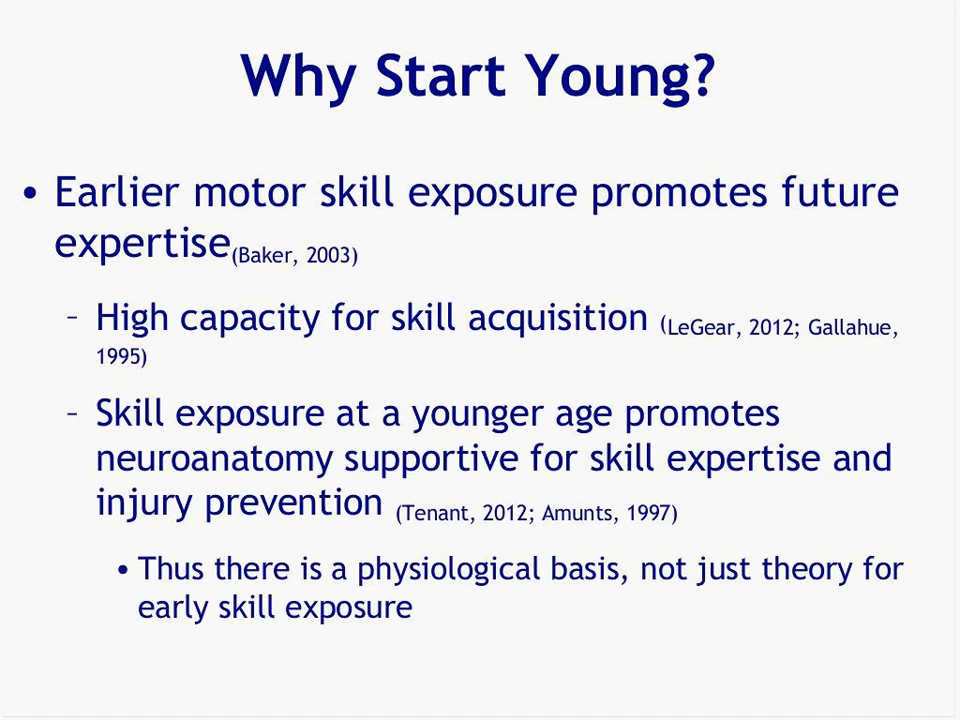 Why Start Young?
• Earlier motor skill exposure promotes future
expertise(Baker, 2003)
– High capacity for skill acquisition (LeGear, 2012; Gallahue,
1995)
– Skill exposure at a younger age promotes
neuroanatomy supportive for skill expertise and
injury prevention (Tenant, 2012; Amunts, 1997)
• Thus there is a physiological basis, not just theory for
early skill exposure